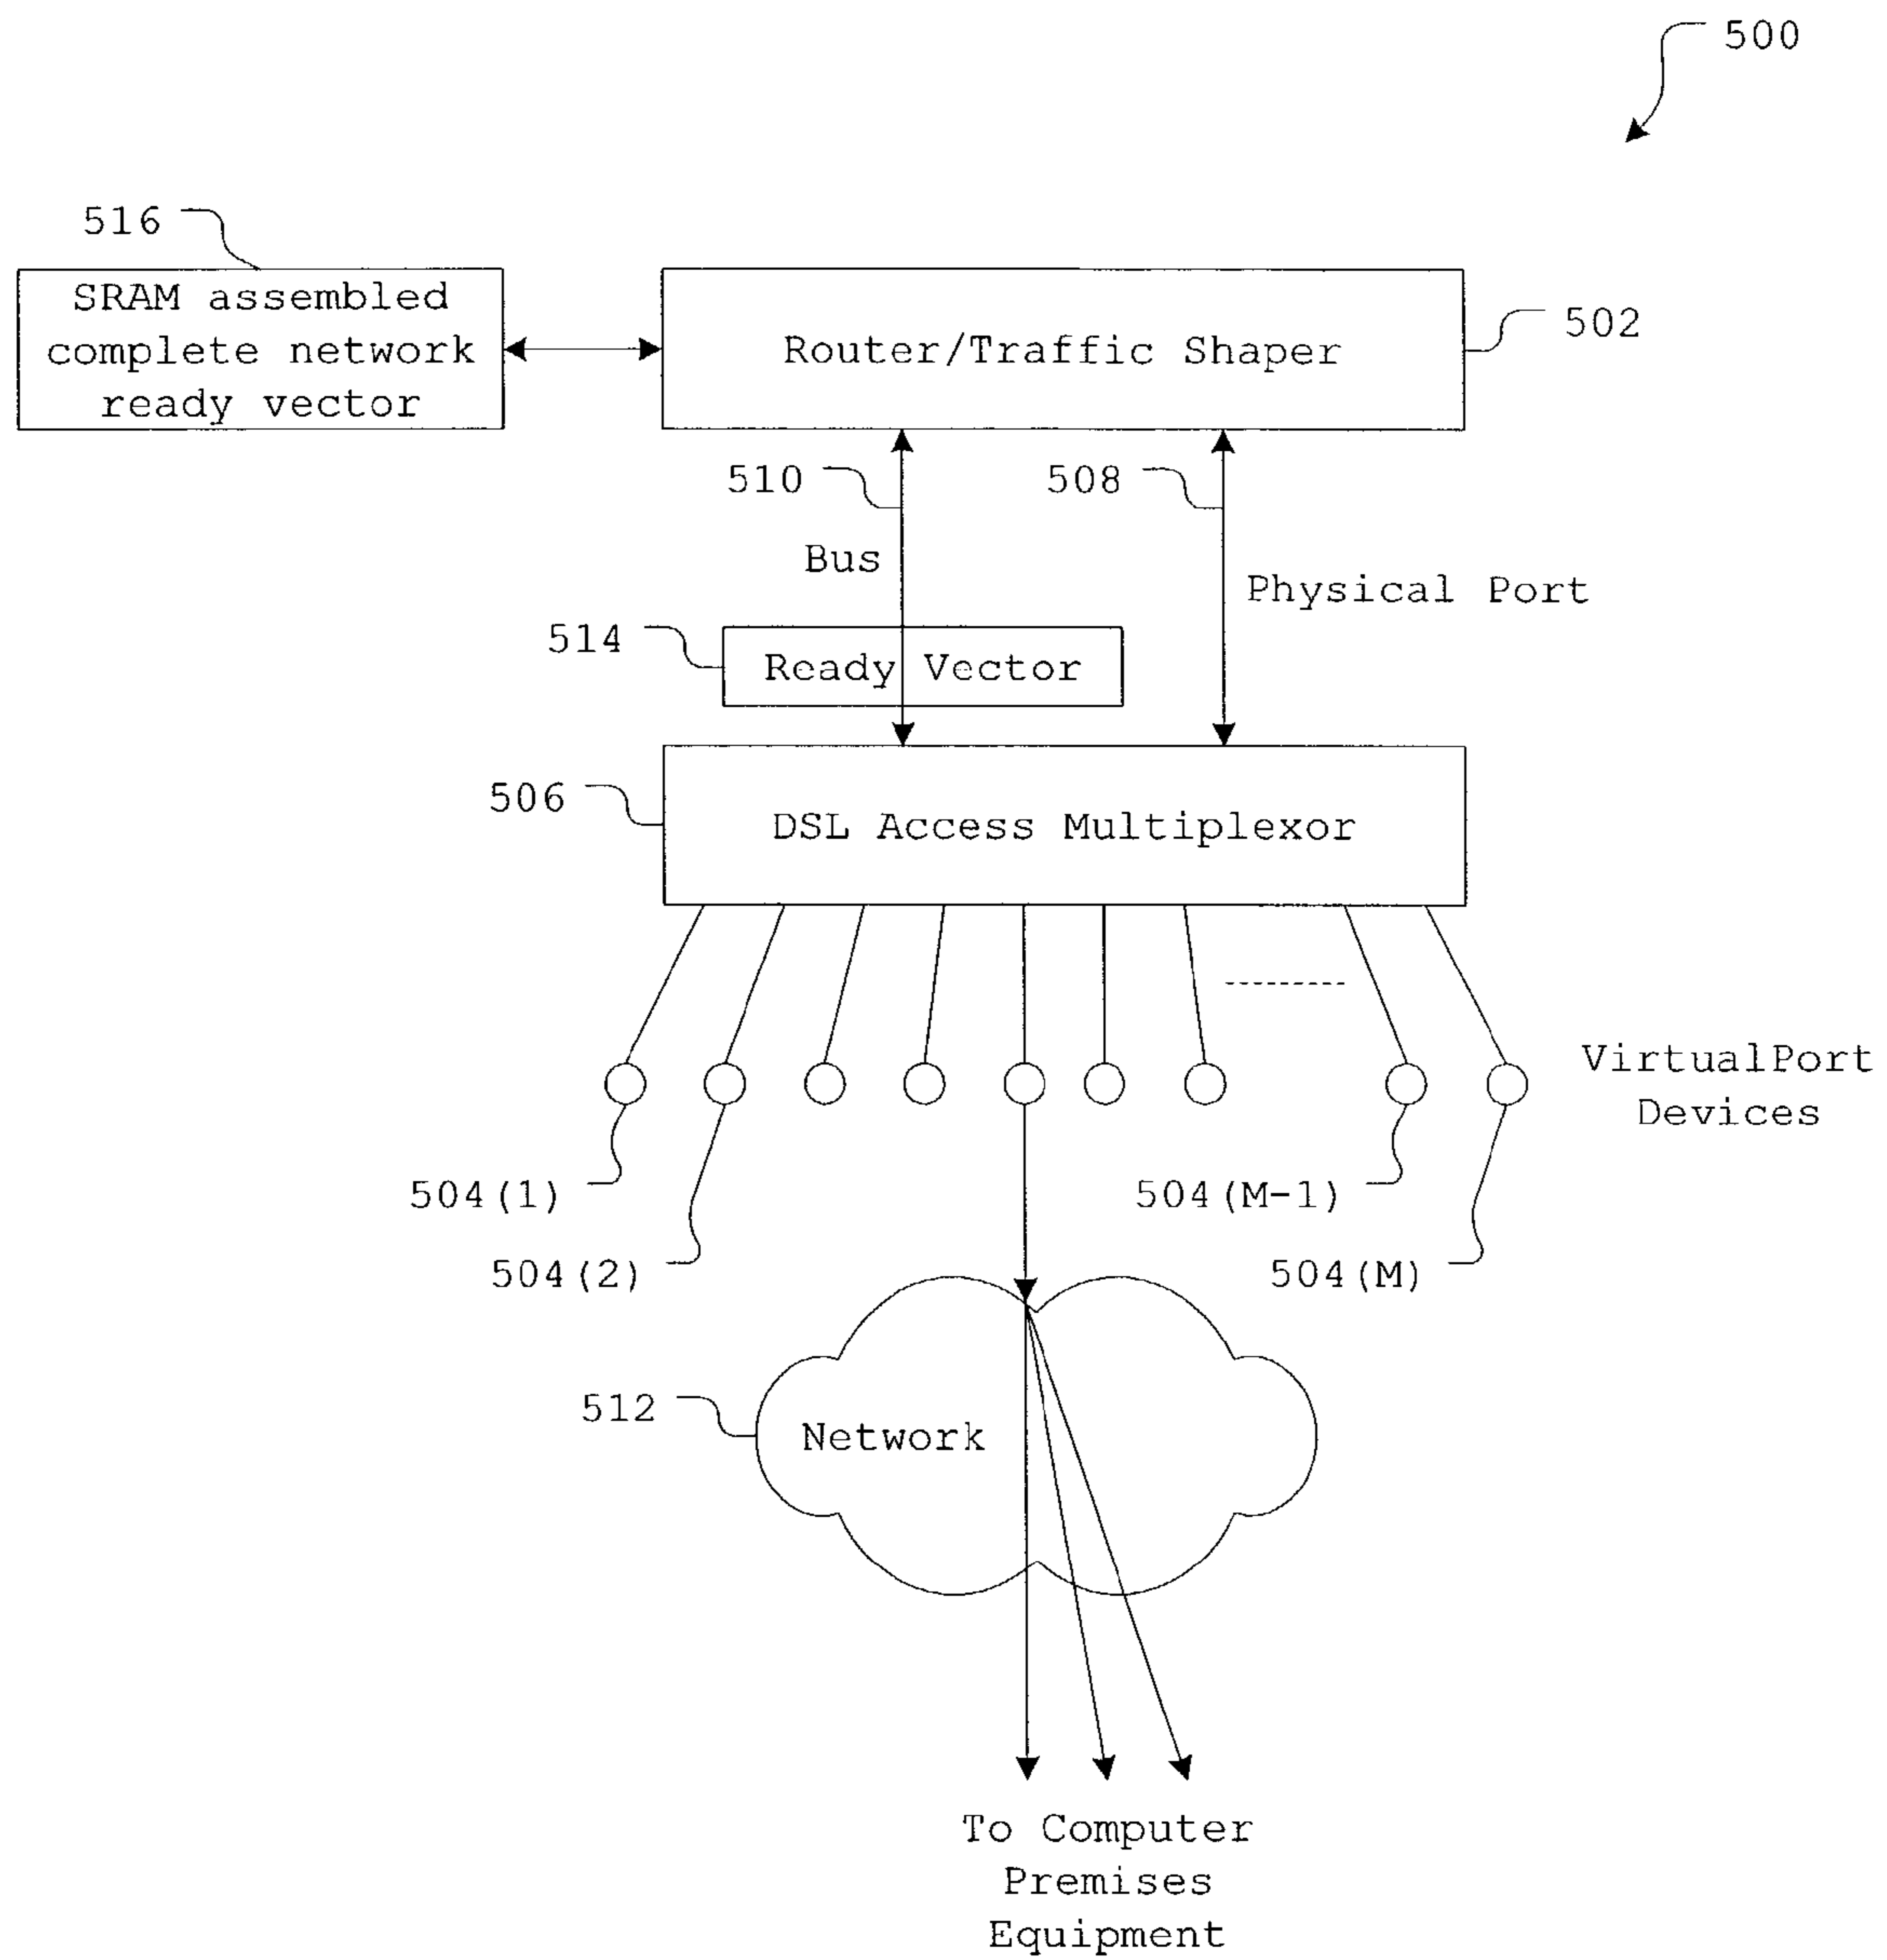 500
516
SRAM assembled
complete network
ready vector
Router/Traffic Shaper
502
510
508
Bus
Physical Port
514
Ready Vector
506
DSL Access Multiplexor
---------
VirtualPort
Devices
504(1)
504(M-1)
504(2)
504(M)
512
Network
To Computer
Premises
Equipment